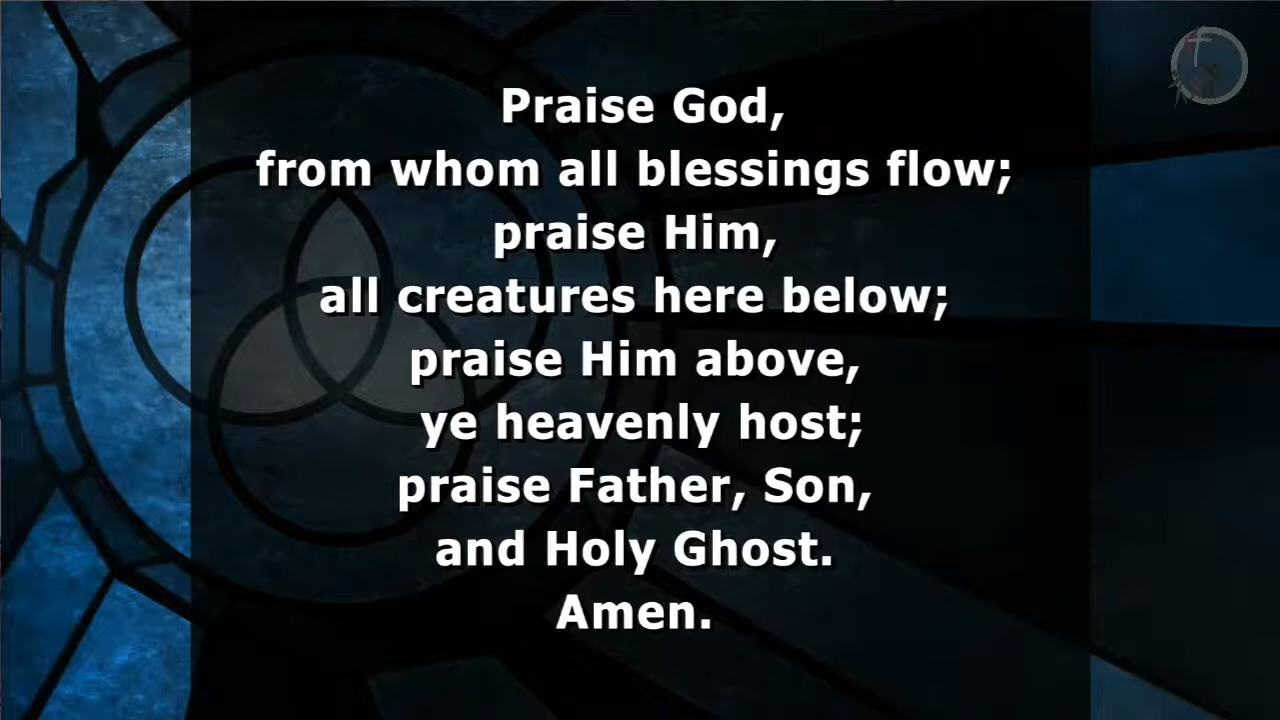 Praise God,
from whom all blessings flow;
praise Him,
all creatures here below;
praise Him above,
ye heavenly host;
praise Father, Son,
and Holy Ghost.
Amen.